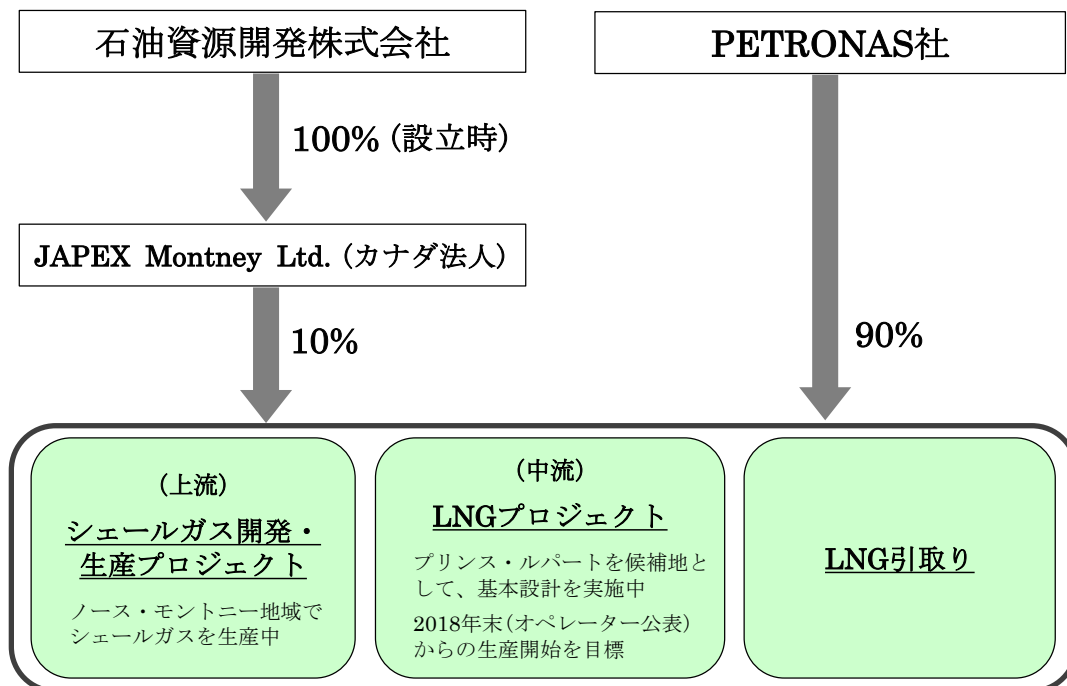 石油資源開発株式会社
PETRONAS社
100% (設立時)
JAPEX Montney Ltd. (カナダ法人)
10%
90%
(上流)
シェールガス開発・
生産プロジェクト
ノース・モントニー地域で
シェールガスを生産中
(中流)
LNGプロジェクト
プリンス・ルパートを候補地と
して、基本設計を実施中
2018年末(オペレーター公表)
からの生産開始を目標
LNG引取り